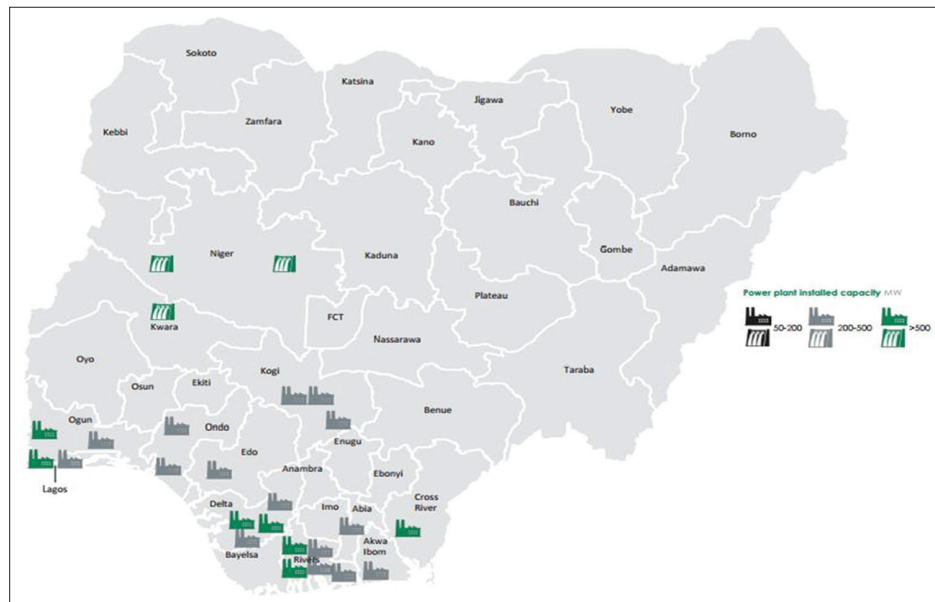 Sokoto
Katsina
Jigawa
Yobe
Borno
Zamfara
Kebbi
Kano
Bauchi
Gombe
Niger
Kaduna
Adamawa
Plateau
FCT
Kwara
Nassarawa
Oyo
Kogi
Taraba
Osun
Ekiti
Benue
Ogun
Ondo
Enugu
Edo
Anambra
Ebonyi
Lagos
Delta
Imo
Abia
Cross
River
Bayelsa
Akwa
Ibom
Rivers
Power plant installed capacity MW
50-200 200-500 >500